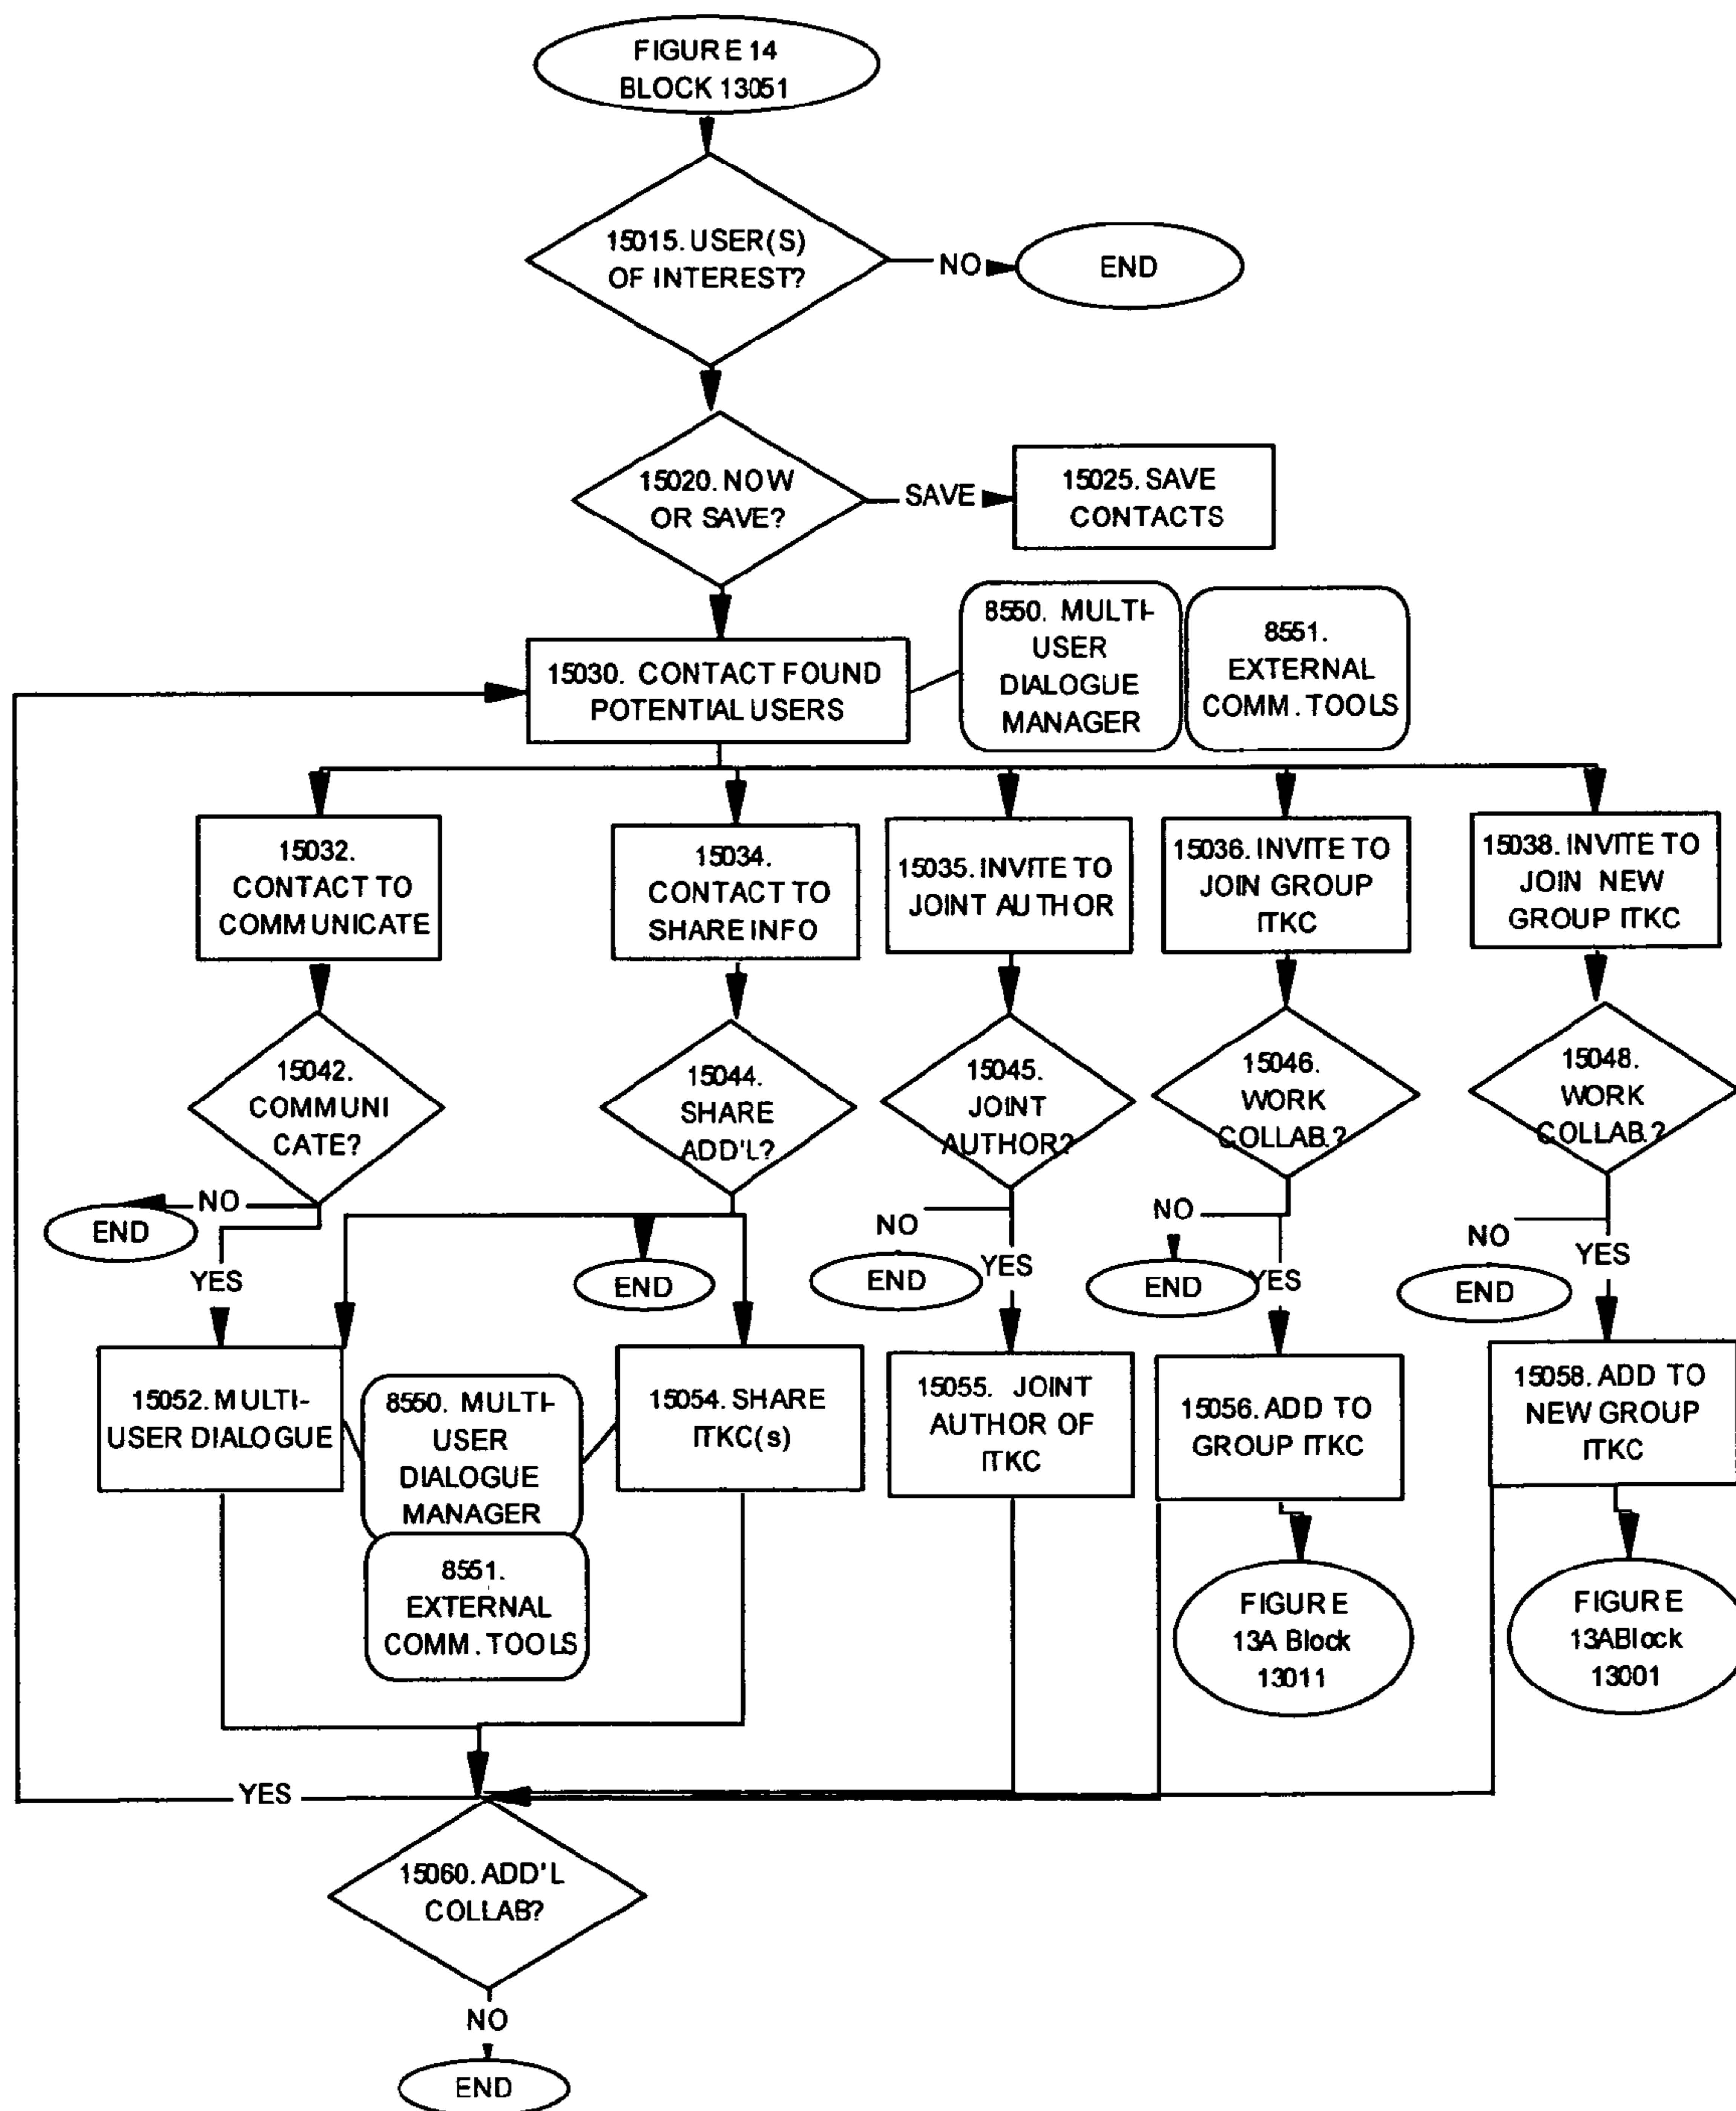 FIGURE 14
BLOCK 13051
15015. USER(S)
OF INTEREST?
NO
END
15020. NOW
OR SAVE?
SAVE
15025. SAVE
CONTACTS
15030. CONTACT FOUND
POTENTIAL USERS
8550. MULTI-
USER
DIALOGUE
MANAGER
8551.
EXTERNAL
COMM. TOOLS
15032.
CONTACT TO
COMMUNICATE
15034.
CONTACT TO
SHARE INFO
15035. INVITE TO
JOINT AUTHOR
15036. INVITE TO
JOIN GROUP
ITKC
15038. INVITE TO
JOIN NEW
GROUP ITKC
15042.
COMMUNI
CATE?
15044.
SHARE
ADD'L?
15045.
JOINT
AUTHOR?
15046.
WORK
COLLAB.?
15048.
WORK
COLLAB.?
NO
END
YES
END
NO
END
YES
NO
END
YES
NO
END
YES
15052. MULTI-
USER DIALOGUE
8550. MULTI-
USER
DIALOGUE
MANAGER
8551.
EXTERNAL
COMM. TOOLS
15054. SHARE
ITKC(s)
15055. JOINT
AUTHOR OF
ITKC
15056. ADD TO
GROUP ITKC
15058. ADD TO
NEW GROUP
ITKC
FIGURE
13A Block
13011
FIGURE
13ABlock
13001
YES
15060. ADD'L
COLLAB?
NO
END